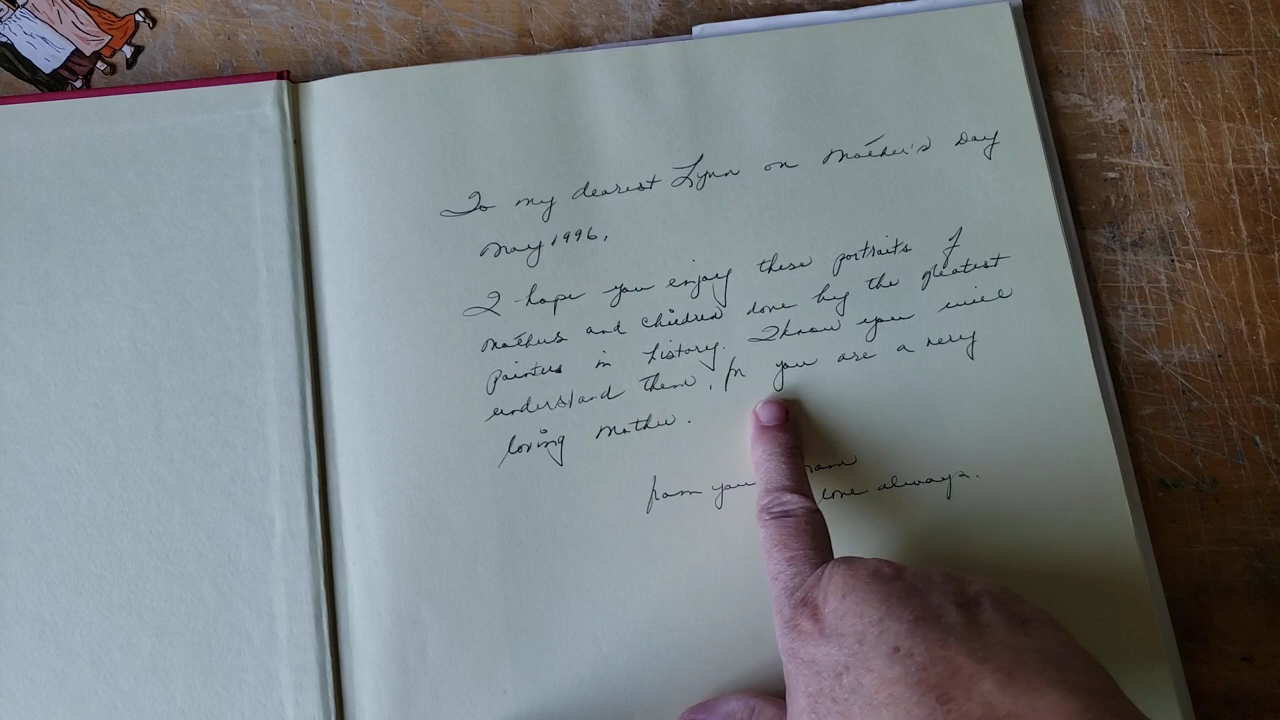 To my dearest Lynn on Mother's Day
May 1996,
I hope you enjoy these portraits of
mothers and children done by the greatest
painters in history. I know you will
understand them, for you are a very
loving Mother.
from your
love always.